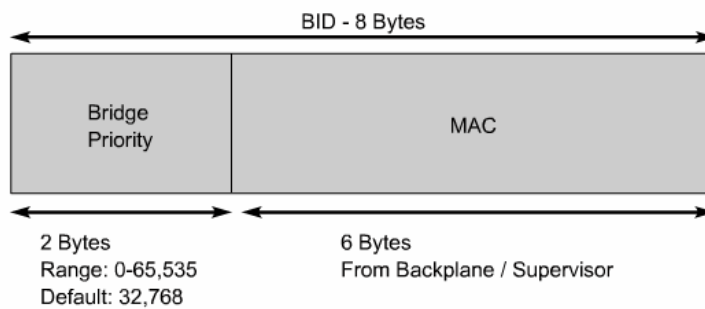 BID - 8 Bytes
Bridge
Priority
MAC
2 Bytes
Range: 0-65,535
Default: 32,768
6 Bytes
From Backplane / Supervisor